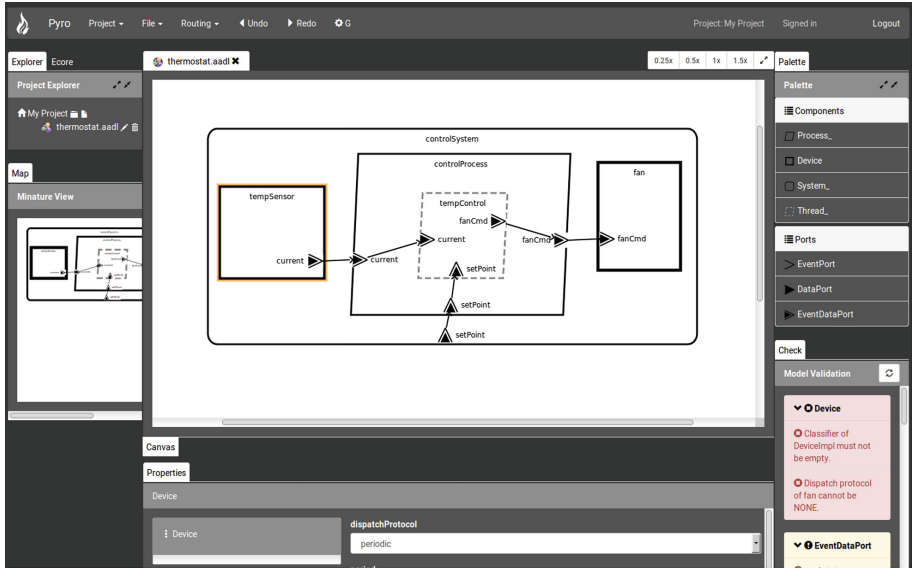 Pyro Project File Routing Undo Redo G Project: My Project Signed in Logout
Explorer Ecore
Project Explorer
My Project
thermostat.aadl
Map
Minature View
thermostat.aadl
0.25x 0.5x 1x 1.5x
controlSystem
controlProcess
tempSensor
current
current
tempControl
fanCmd
current
setPoint
setPoint
setPoint
fanCmd
fan
fanCmd
Canvas
Properties
Device
Device
dispatchProtocol
periodic
Palette
Palette
Components
Process_
Device
System_
Thread_
Ports
EventPort
DataPort
EventDataPort
Check
Model Validation
Device
Classifier of
DeviceImpl must not
be empty.
Dispatch protocol
of fan cannot be
NONE.
EventDataPort